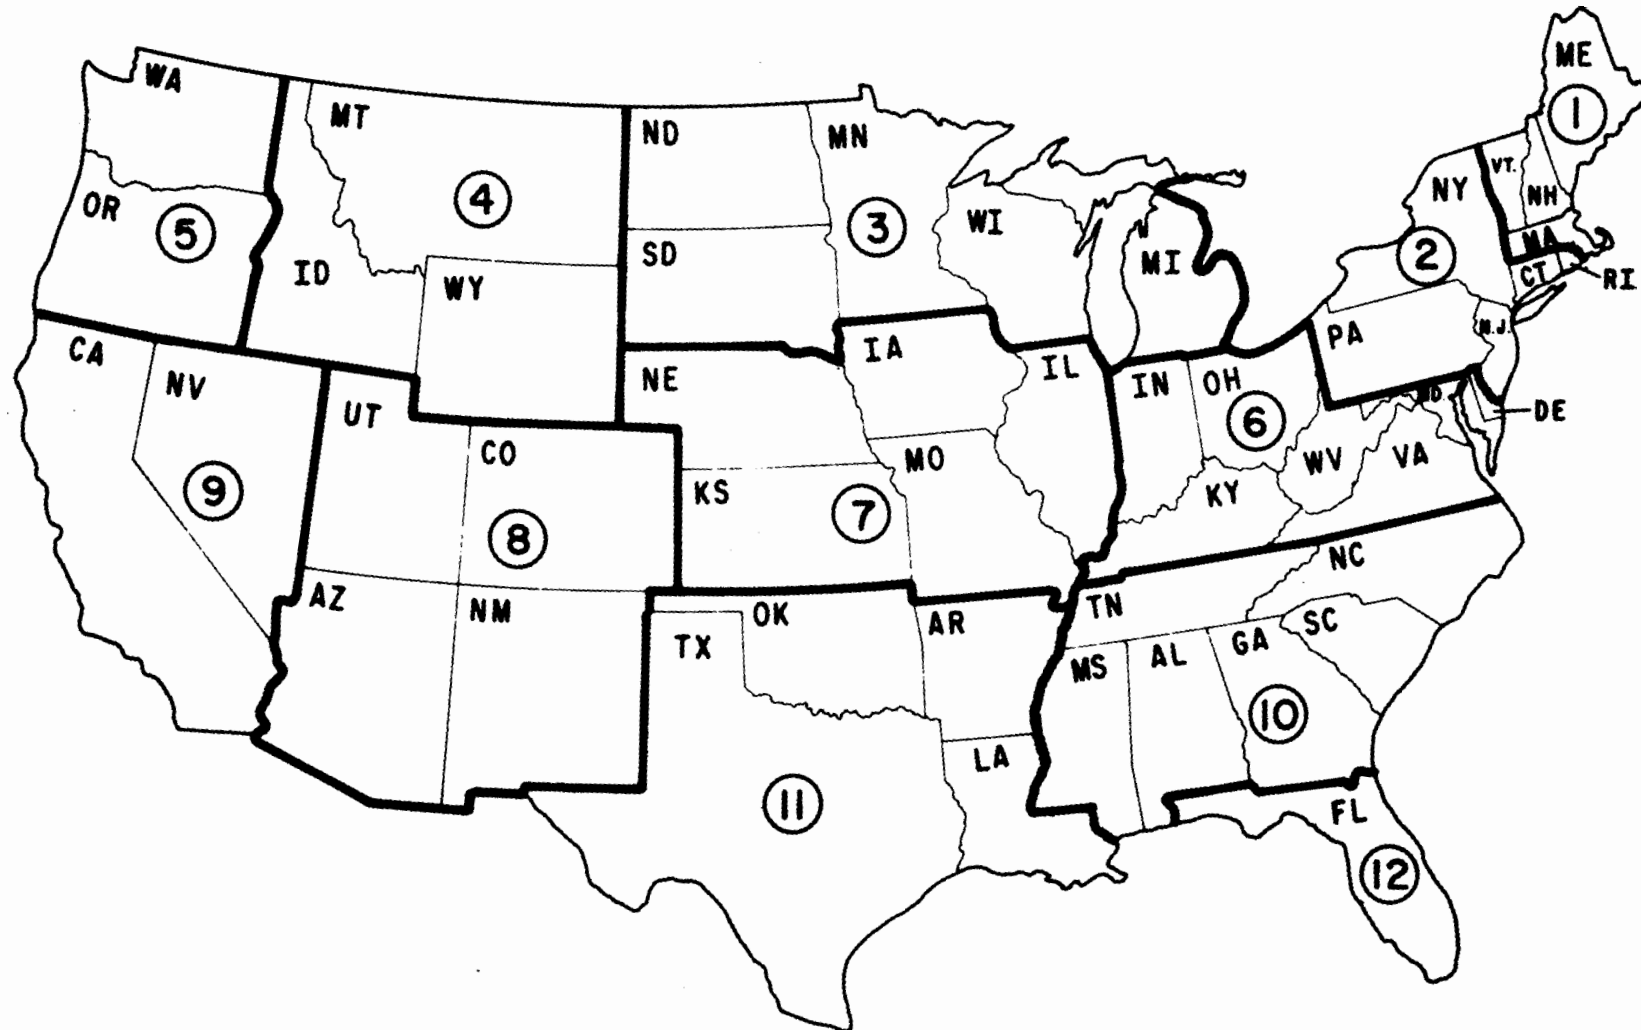 ME
WA
1
MT
ND
MN
VT.
NY
NH
4
OR
5
3
WI
MA
SD
MI
2
ID
CT
RI
WY
N.J.
PA
CA
IA
NV
NE
IL
IN
OH
UT
MD.
DE
6
CO
MO
WV
VA
9
KS
KY
7
8
NC
AZ
NM
OK
TN
AR
TX
SC
MS
AL
GA
10
LA
11
FL
12